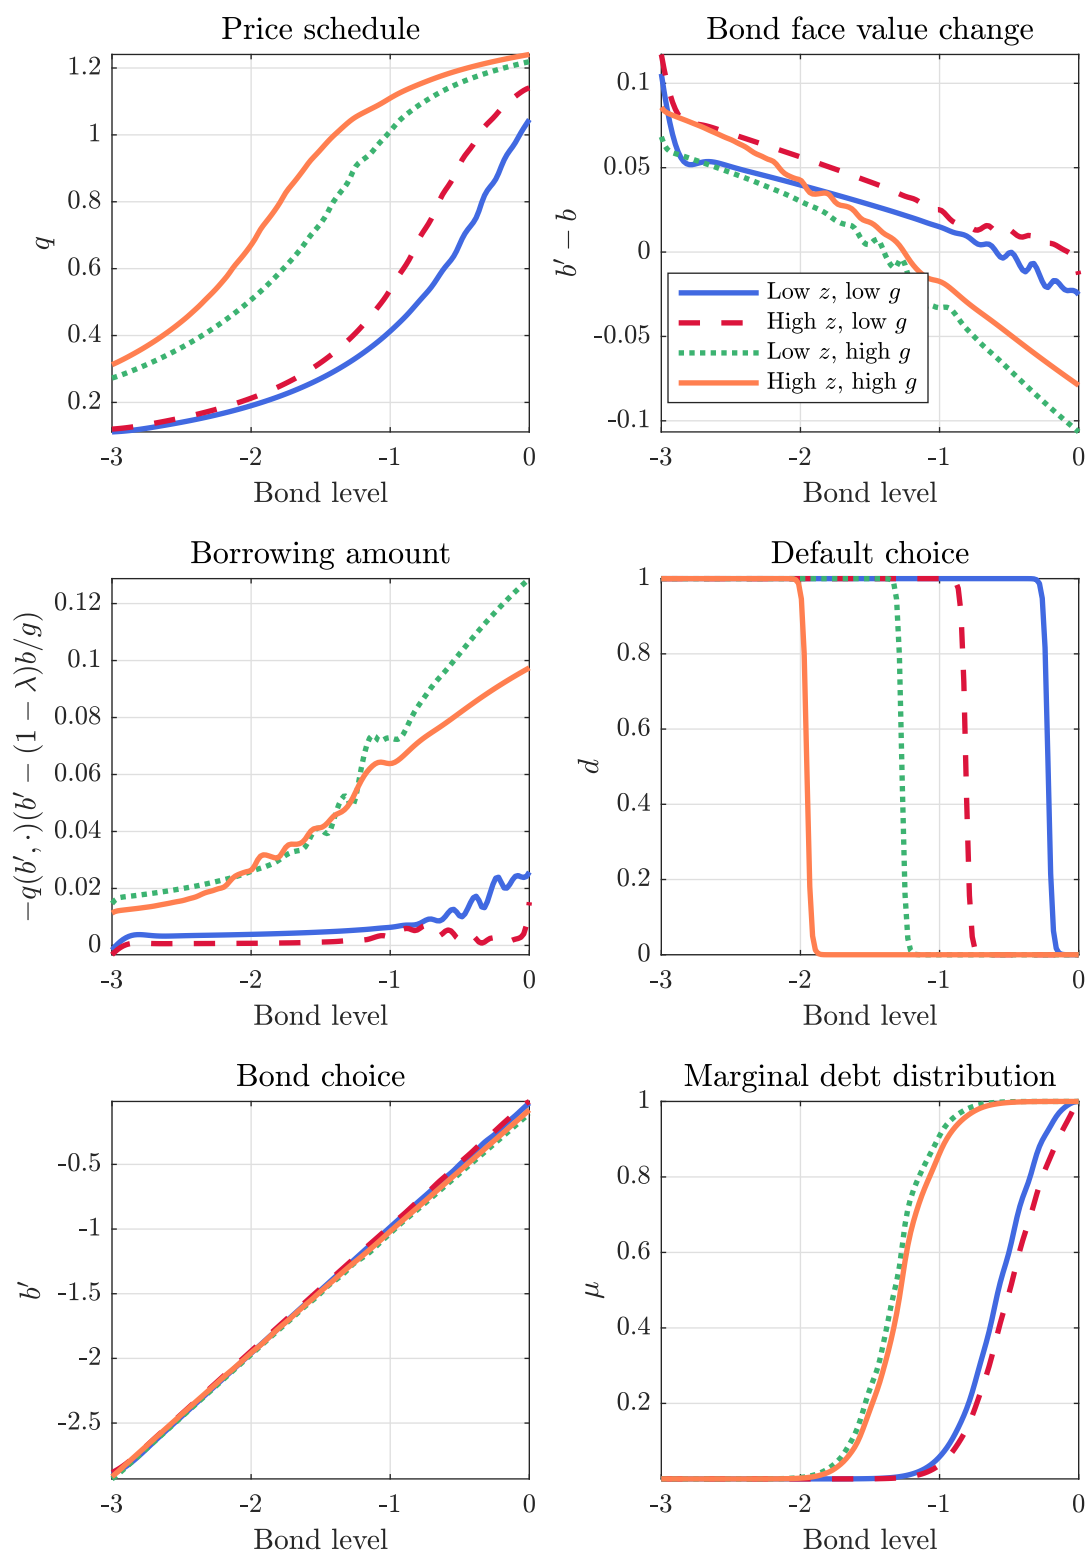 Price schedule
q
1.2
1
0.8
0.6
0.4
0.2
-3 -2 -1 0
Bond level
Bond face value change
b′ − b
0.1
0.05
0
-0.05
-0.1
Low z, low g
High z, low g
Low z, high g
High z, high g
-3 -2 -1 0
Bond level
Borrowing amount
−q(b′, ·)(b′ − (1 − λ)b/g)
0.12
0.1
0.08
0.06
0.04
0.02
0
-3 -2 -1 0
Bond level
Default choice
d
1
0.8
0.6
0.4
0.2
0
-3 -2 -1 0
Bond level
Bond choice
b′
-0.5
-1
-1.5
-2
-2.5
-3 -2 -1 0
Bond level
Marginal debt distribution
μ
1
0.8
0.6
0.4
0.2
-3 -2 -1 0
Bond level